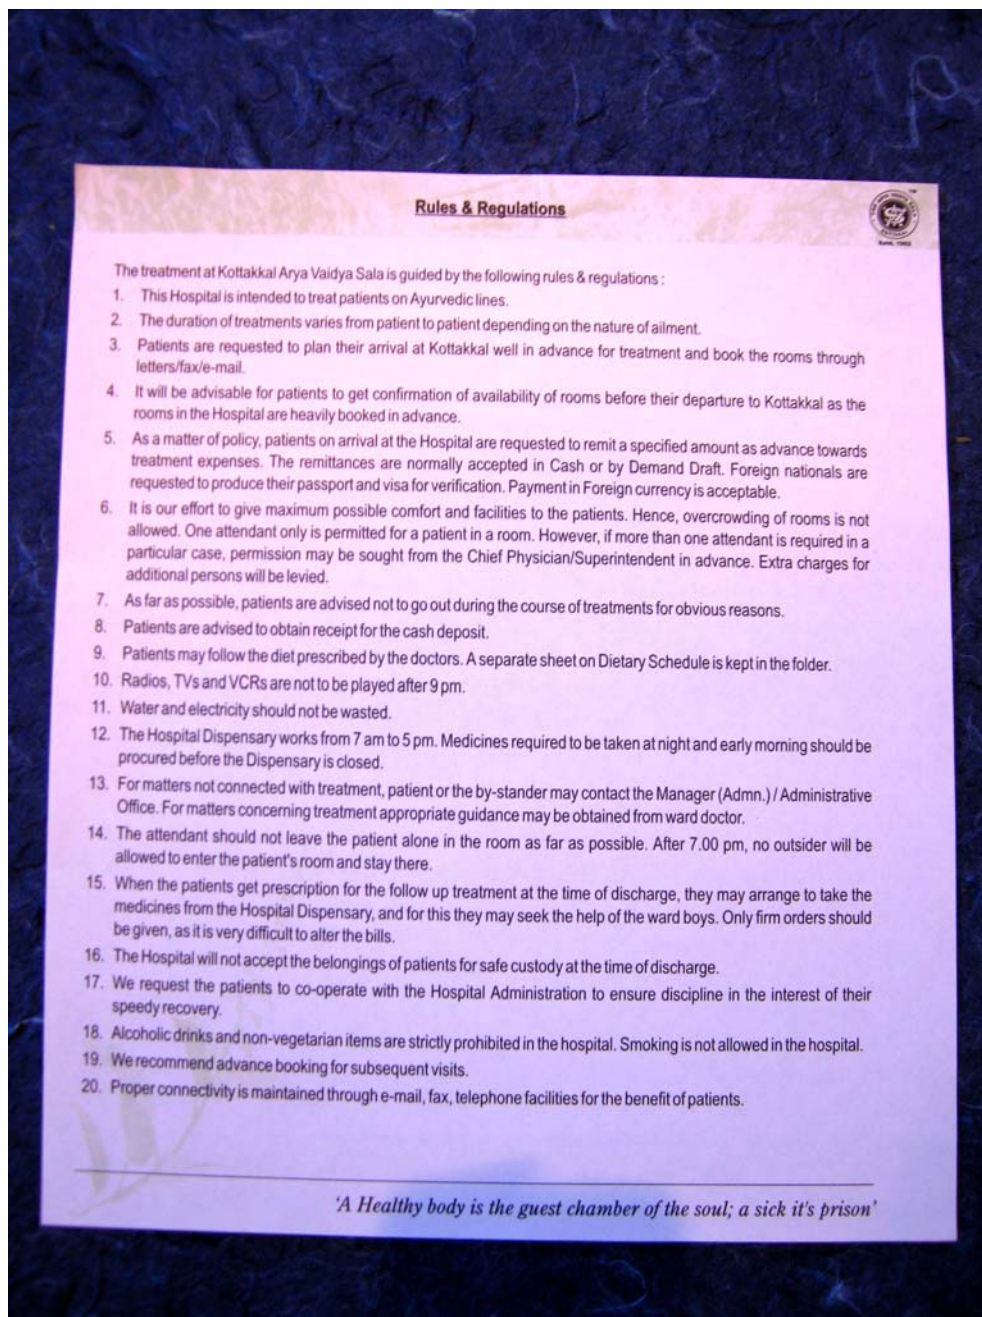 Rules & Regulations
The treatment at Kottakkal Arya Vaidya Sala is guided by the following rules & regulations :
1. This Hospital is intended to treat patients on Ayurvedic lines.
2. The duration of treatments varies from patient to patient depending on the nature of ailment.
3. Patients are requested to plan their arrival at Kottakkal well in advance for treatment and book the rooms through
letters/fax/e-mail.
4. It will be advisable for patients to get confirmation of availability of rooms before their departure to Kottakkal as the
rooms in the Hospital are heavily booked in advance.
5. As a matter of policy, patients on arrival at the Hospital are requested to remit a specified amount as advance towards
treatment expenses. The remittances are normally accepted in Cash or by Demand Draft. Foreign nationals are
requested to produce their passport and visa for verification. Payment in Foreign currency is acceptable.
6. It is our effort to give maximum possible comfort and facilities to the patients. Hence, overcrowding of rooms is not
allowed. One attendant only is permitted for a patient in a room. However, if more than one attendant is required in a
particular case, permission may be sought from the Chief Physician/Superintendent in advance. Extra charges for
additional persons will be levied.
7. As far as possible, patients are advised not to go out during the course of treatments for obvious reasons.
8. Patients are advised to obtain receipt for the cash deposit.
9. Patients may follow the diet prescribed by the doctors. A separate sheet on Dietary Schedule is kept in the folder.
10. Radios, TVs and VCRs are not to be played after 9 pm.
11. Water and electricity should not be wasted.
12. The Hospital Dispensary works from 7 am to 5 pm. Medicines required to be taken at night and early morning should be
procured before the Dispensary is closed.
13. For matters not connected with treatment, patient or the by-stander may contact the Manager (Admn.) / Administrative
Office. For matters concerning treatment appropriate guidance may be obtained from ward doctor.
14. The attendant should not leave the patient alone in the room as far as possible. After 7.00 pm, no outsider will be
allowed to enter the patient's room and stay there.
15. When the patients get prescription for the follow up treatment at the time of discharge, they may arrange to take the
medicines from the Hospital Dispensary, and for this they may seek the help of the ward boys. Only firm orders should
be given, as it is very difficult to alter the bills.
16. The Hospital will not accept the belongings of patients for safe custody at the time of discharge.
17. We request the patients to co-operate with the Hospital Administration to ensure discipline in the interest of their
speedy recovery.
18. Alcoholic drinks and non-vegetarian items are strictly prohibited in the hospital. Smoking is not allowed in the hospital.
19. We recommend advance booking for subsequent visits.
20. Proper connectivity is maintained through e-mail, fax, telephone facilities for the benefit of patients.
'A Healthy body is the guest chamber of the soul; a sick it's prison'